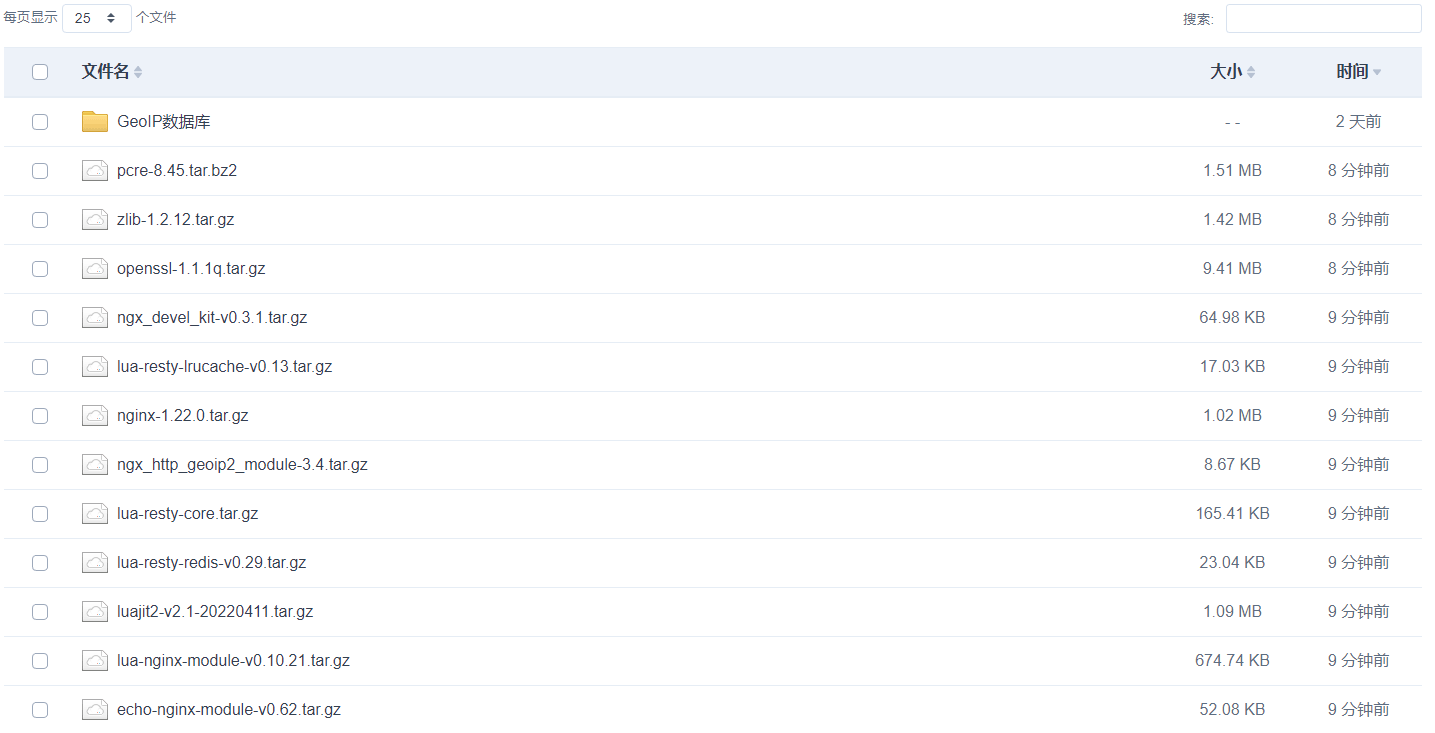 每页显示 25 个文件 搜索:
文件名 大小 时间
GeoIP数据库 - - 2 天前
pcre-8.45.tar.bz2 1.51 MB 8 分钟前
zlib-1.2.12.tar.gz 1.42 MB 8 分钟前
openssl-1.1.1q.tar.gz 9.41 MB 8 分钟前
ngx_devel_kit-v0.3.1.tar.gz 64.98 KB 9 分钟前
lua-resty-lrucache-v0.13.tar.gz 17.03 KB 9 分钟前
nginx-1.22.0.tar.gz 1.02 MB 9 分钟前
ngx_http_geoip2_module-3.4.tar.gz 8.67 KB 9 分钟前
lua-resty-core.tar.gz 165.41 KB 9 分钟前
lua-resty-redis-v0.29.tar.gz 23.04 KB 9 分钟前
luajit2-v2.1-20220411.tar.gz 1.09 MB 9 分钟前
lua-nginx-module-v0.10.21.tar.gz 674.74 KB 9 分钟前
echo-nginx-module-v0.62.tar.gz 52.08 KB 9 分钟前